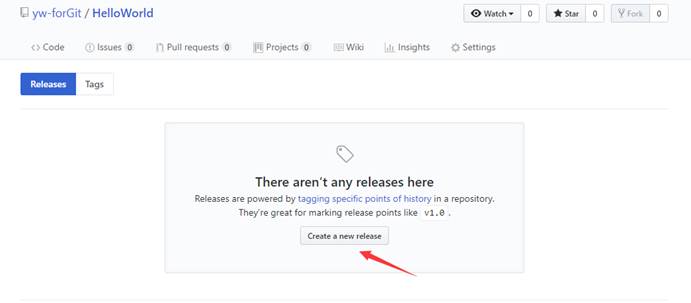 yw-forGit / HelloWorld Watch 0 Star 0 Fork 0
Code Issues 0 Pull requests 0 Projects 0 Wiki Insights Settings
Releases Tags
There aren't any releases here
Releases are powered by tagging specific points of history in a repository.
They're great for marking release points like v1.0.
Create a new release